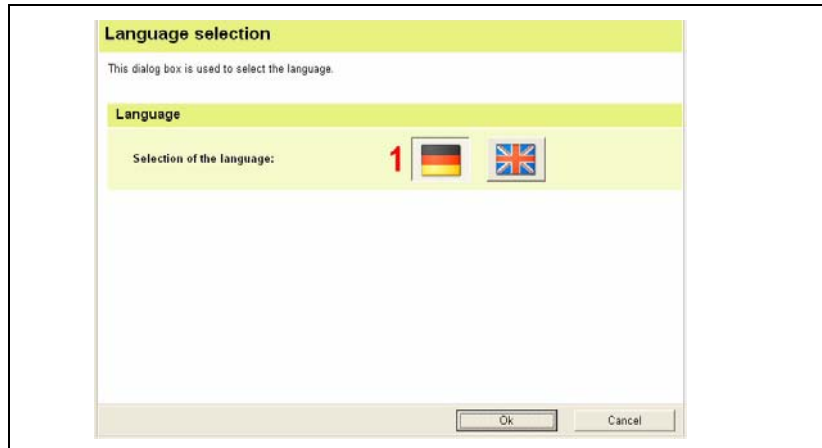 Language selection
This dialog box is used to select the language.
Language
Selection of the language:
1
Ok
Cancel